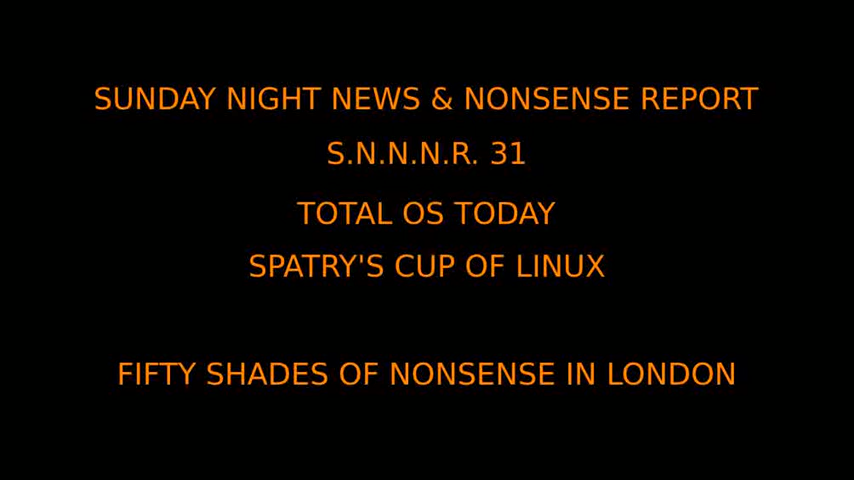 SUNDAY NIGHT NEWS & NONSENSE REPORT
S.N.N.N.R. 31
TOTAL OS TODAY
SPATRY'S CUP OF LINUX
FIFTY SHADES OF NONSENSE IN LONDON